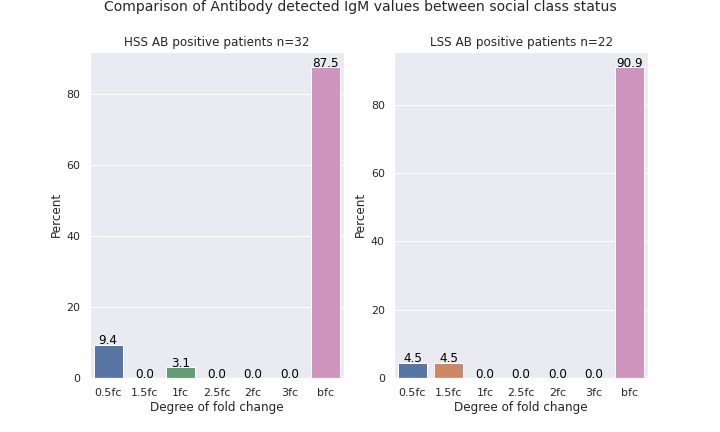 Comparison of Antibody detected IgM values between social class status
HSS AB positive patients n=32
87.5
80
60
Percent
40
20
9.4
0.0
3.1
0.0
0.0
0.0
0
0.5fc 1.5fc 1fc 2.5fc 2fc 3fc bfc
Degree of fold change
LSS AB positive patients n=22
90.9
80
60
Percent
40
20
4.5
4.5
0.0
0.0
0.0
0.0
0
0.5fc 1.5fc 1fc 2.5fc 2fc 3fc bfc
Degree of fold change